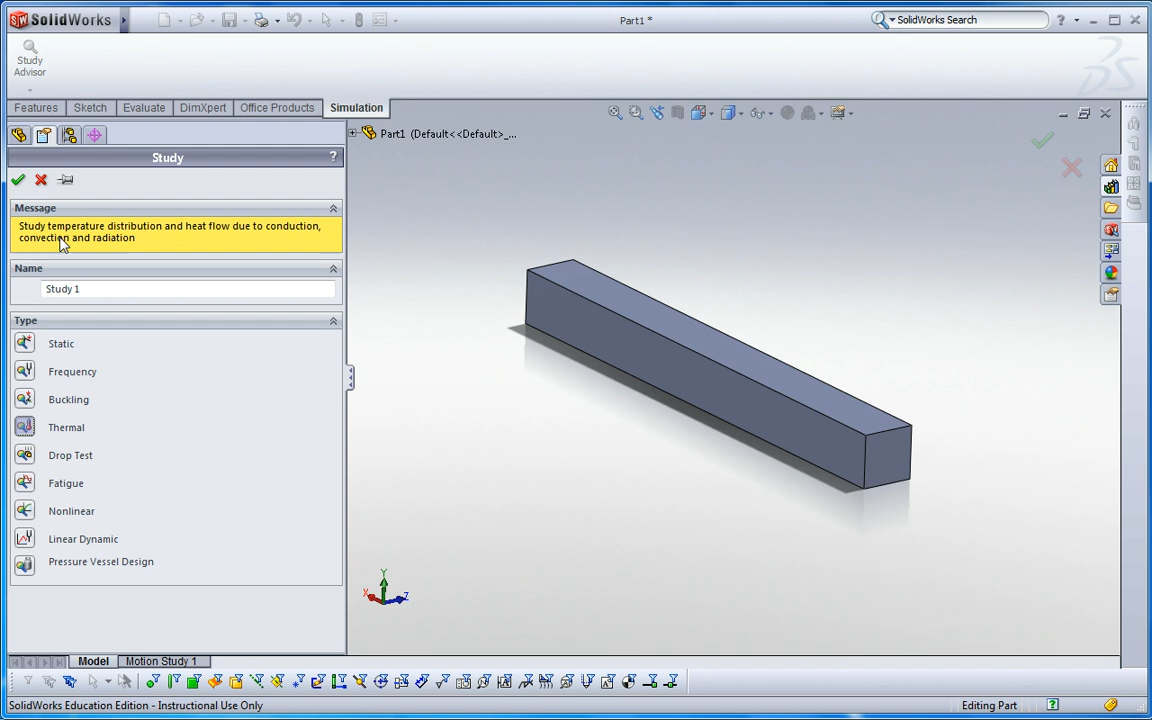 SolidWorks
Part1 *
SolidWorks Search
?
Study
Advisor
Features
Sketch
Evaluate
DimXpert
Office Products
Simulation
Part1 (Default<<Default>_...
Study
?
Message
Study temperature distribution and heat flow due to conduction,
convection and radiation
Name
Study 1
Type
Static
Frequency
Buckling
Thermal
Drop Test
Fatigue
Nonlinear
Linear Dynamic
Pressure Vessel Design
Y
X
Z
Model
Motion Study 1
SolidWorks Education Edition - Instructional Use Only
Editing Part
?